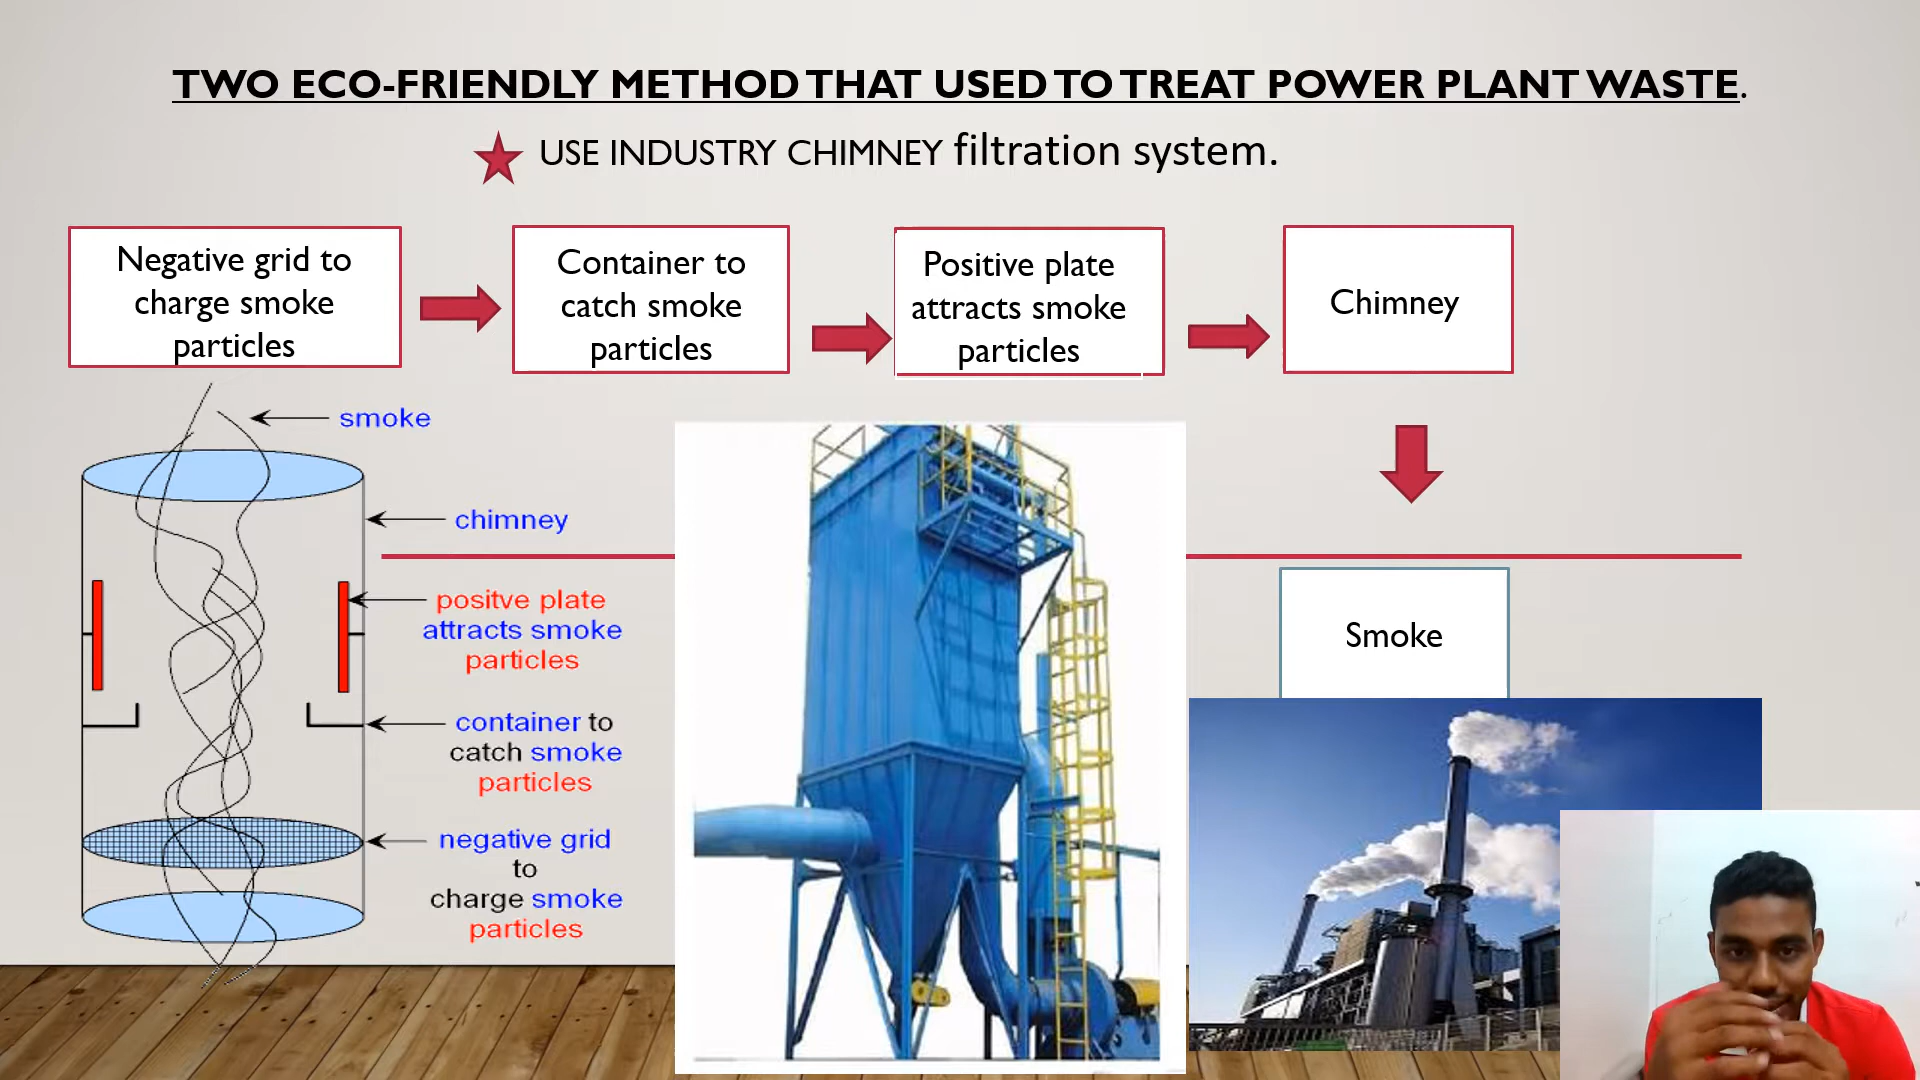 TWO ECO-FRIENDLY METHOD THAT USED TO TREAT POWER PLANT WASTE.
USE INDUSTRY CHIMNEY filtration system.
Negative grid to
charge smoke
particles
Container to
catch smoke
particles
Positive plate
attracts smoke
particles
Chimney
smoke
chimney
positve plate
attracts smoke
particles
container to
catch smoke
particles
negative grid
to
charge smoke
particles
Smoke